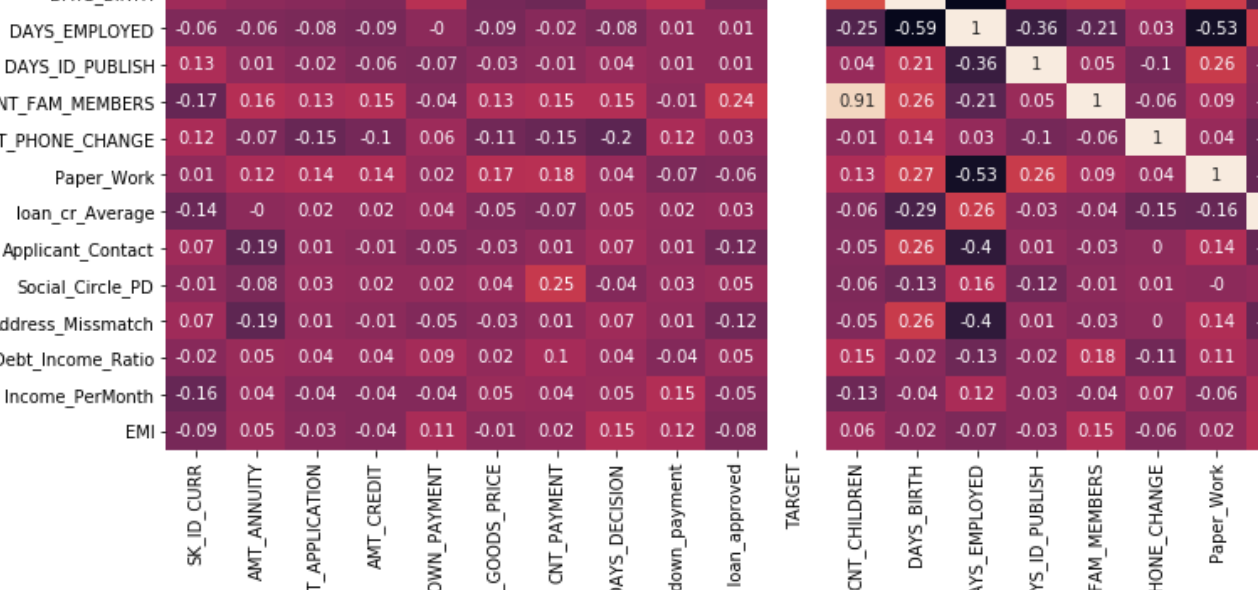 DAYS_EMPLOYED -0.06 -0.06 -0.08 -0.09 -0 -0.09 -0.02 -0.08 0.01 0.01 -0.25 -0.59 1 -0.36 -0.21 0.03 -0.53
DAYS_ID_PUBLISH 0.13 0.01 -0.02 -0.06 -0.07 -0.03 -0.01 0.04 0.01 0.01 0.04 0.21 -0.36 1 0.05 -0.1 0.26
NT_FAM_MEMBERS -0.17 0.16 0.13 0.15 -0.04 0.13 0.15 0.15 -0.01 0.24 0.91 0.26 -0.21 0.05 1 -0.06 0.09
T_PHONE_CHANGE 0.12 -0.07 -0.15 -0.1 0.06 -0.11 -0.15 -0.2 0.12 0.03 -0.01 0.14 0.03 -0.1 -0.06 1 0.04
Paper_Work 0.01 0.12 0.14 0.14 0.02 0.17 0.18 0.04 -0.07 -0.06 0.13 0.27 -0.53 0.26 0.09 0.04 1
loan_cr_Average -0.14 -0 0.02 0.02 0.04 -0.05 -0.07 0.05 0.02 0.03 -0.06 -0.29 0.26 -0.03 -0.04 -0.15 -0.16
Applicant_Contact 0.07 -0.19 0.01 -0.01 -0.05 -0.03 0.01 0.07 0.01 -0.12 -0.05 0.26 -0.4 0.01 -0.03 0 0.14
Social_Circle_PD -0.01 -0.08 0.03 0.02 0.02 0.04 0.25 -0.04 0.03 0.05 -0.06 -0.13 0.16 -0.12 -0.01 0.01 -0
ddress_Missmatch 0.07 -0.19 0.01 -0.01 -0.05 -0.03 0.01 0.07 0.01 -0.12 -0.05 0.26 -0.4 0.01 -0.03 0 0.14
Debt_Income_Ratio -0.02 0.05 0.04 0.04 0.09 0.02 0.1 0.04 -0.04 0.05 0.15 -0.02 -0.13 -0.02 0.18 -0.11 0.11
Income_PerMonth -0.16 0.04 -0.04 -0.04 -0.04 0.05 0.04 0.05 0.15 -0.05 -0.13 -0.04 0.12 -0.03 -0.04 0.07 -0.06
EMI -0.09 0.05 -0.03 -0.04 0.11 -0.01 0.02 0.15 0.12 -0.08 0.06 -0.02 -0.07 -0.03 0.15 -0.06 0.02
SK_ID_CURR
AMT_ANNUITY
T_APPLICATION
AMT_CREDIT
OWN_PAYMENT
_GOODS_PRICE
CNT_PAYMENT
DAYS_DECISION
down_payment
loan_approved
TARGET
CNT_CHILDREN
DAYS_BIRTH
AYS_EMPLOYED
YS_ID_PUBLISH
FAM_MEMBERS
HONE_CHANGE
Paper_Work